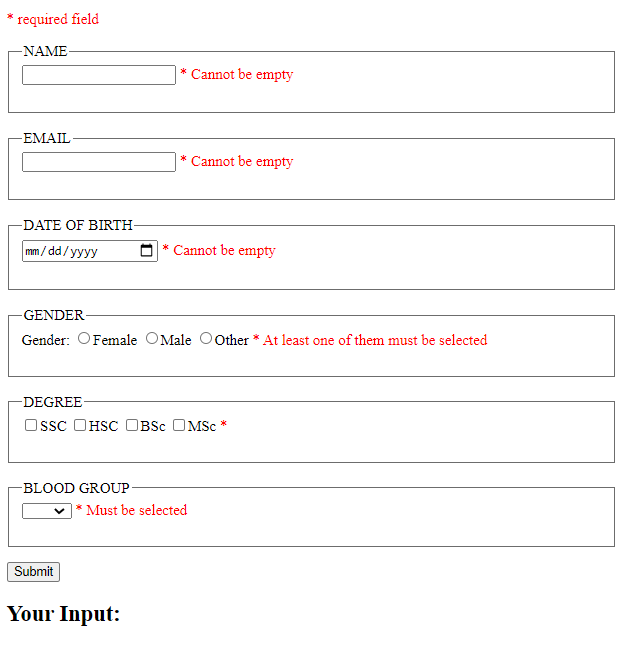 * required field
NAME
* Cannot be empty
EMAIL
* Cannot be empty
DATE OF BIRTH
mm/dd/yyyy * Cannot be empty
GENDER
Gender: Female Male Other * At least one of them must be selected
DEGREE
SSC HSC BSc MSc *
BLOOD GROUP
* Must be selected
Submit
Your Input: